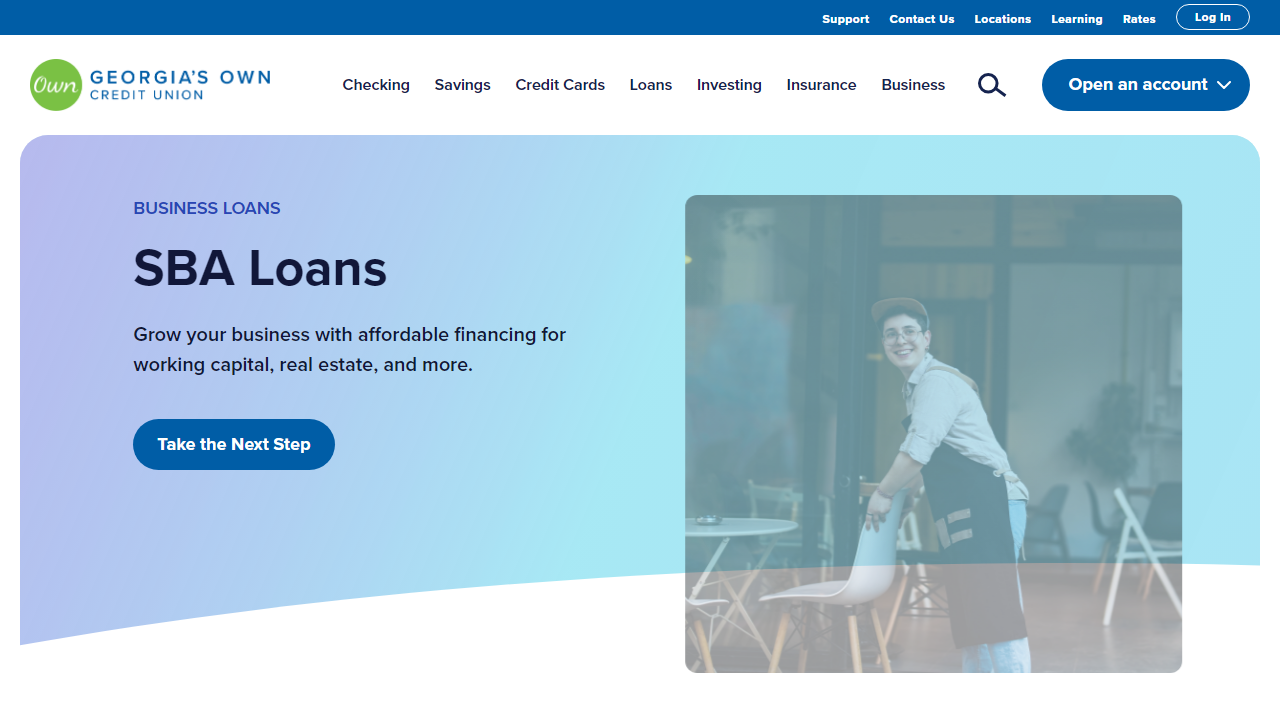 Support Contact Us Locations Learning Rates Log In
Own GEORGIA'S OWN
CREDIT UNION
Checking Savings Credit Cards Loans Investing Insurance Business Open an account
BUSINESS LOANS
SBA Loans
Grow your business with affordable financing for
working capital, real estate, and more.
Take the Next Step